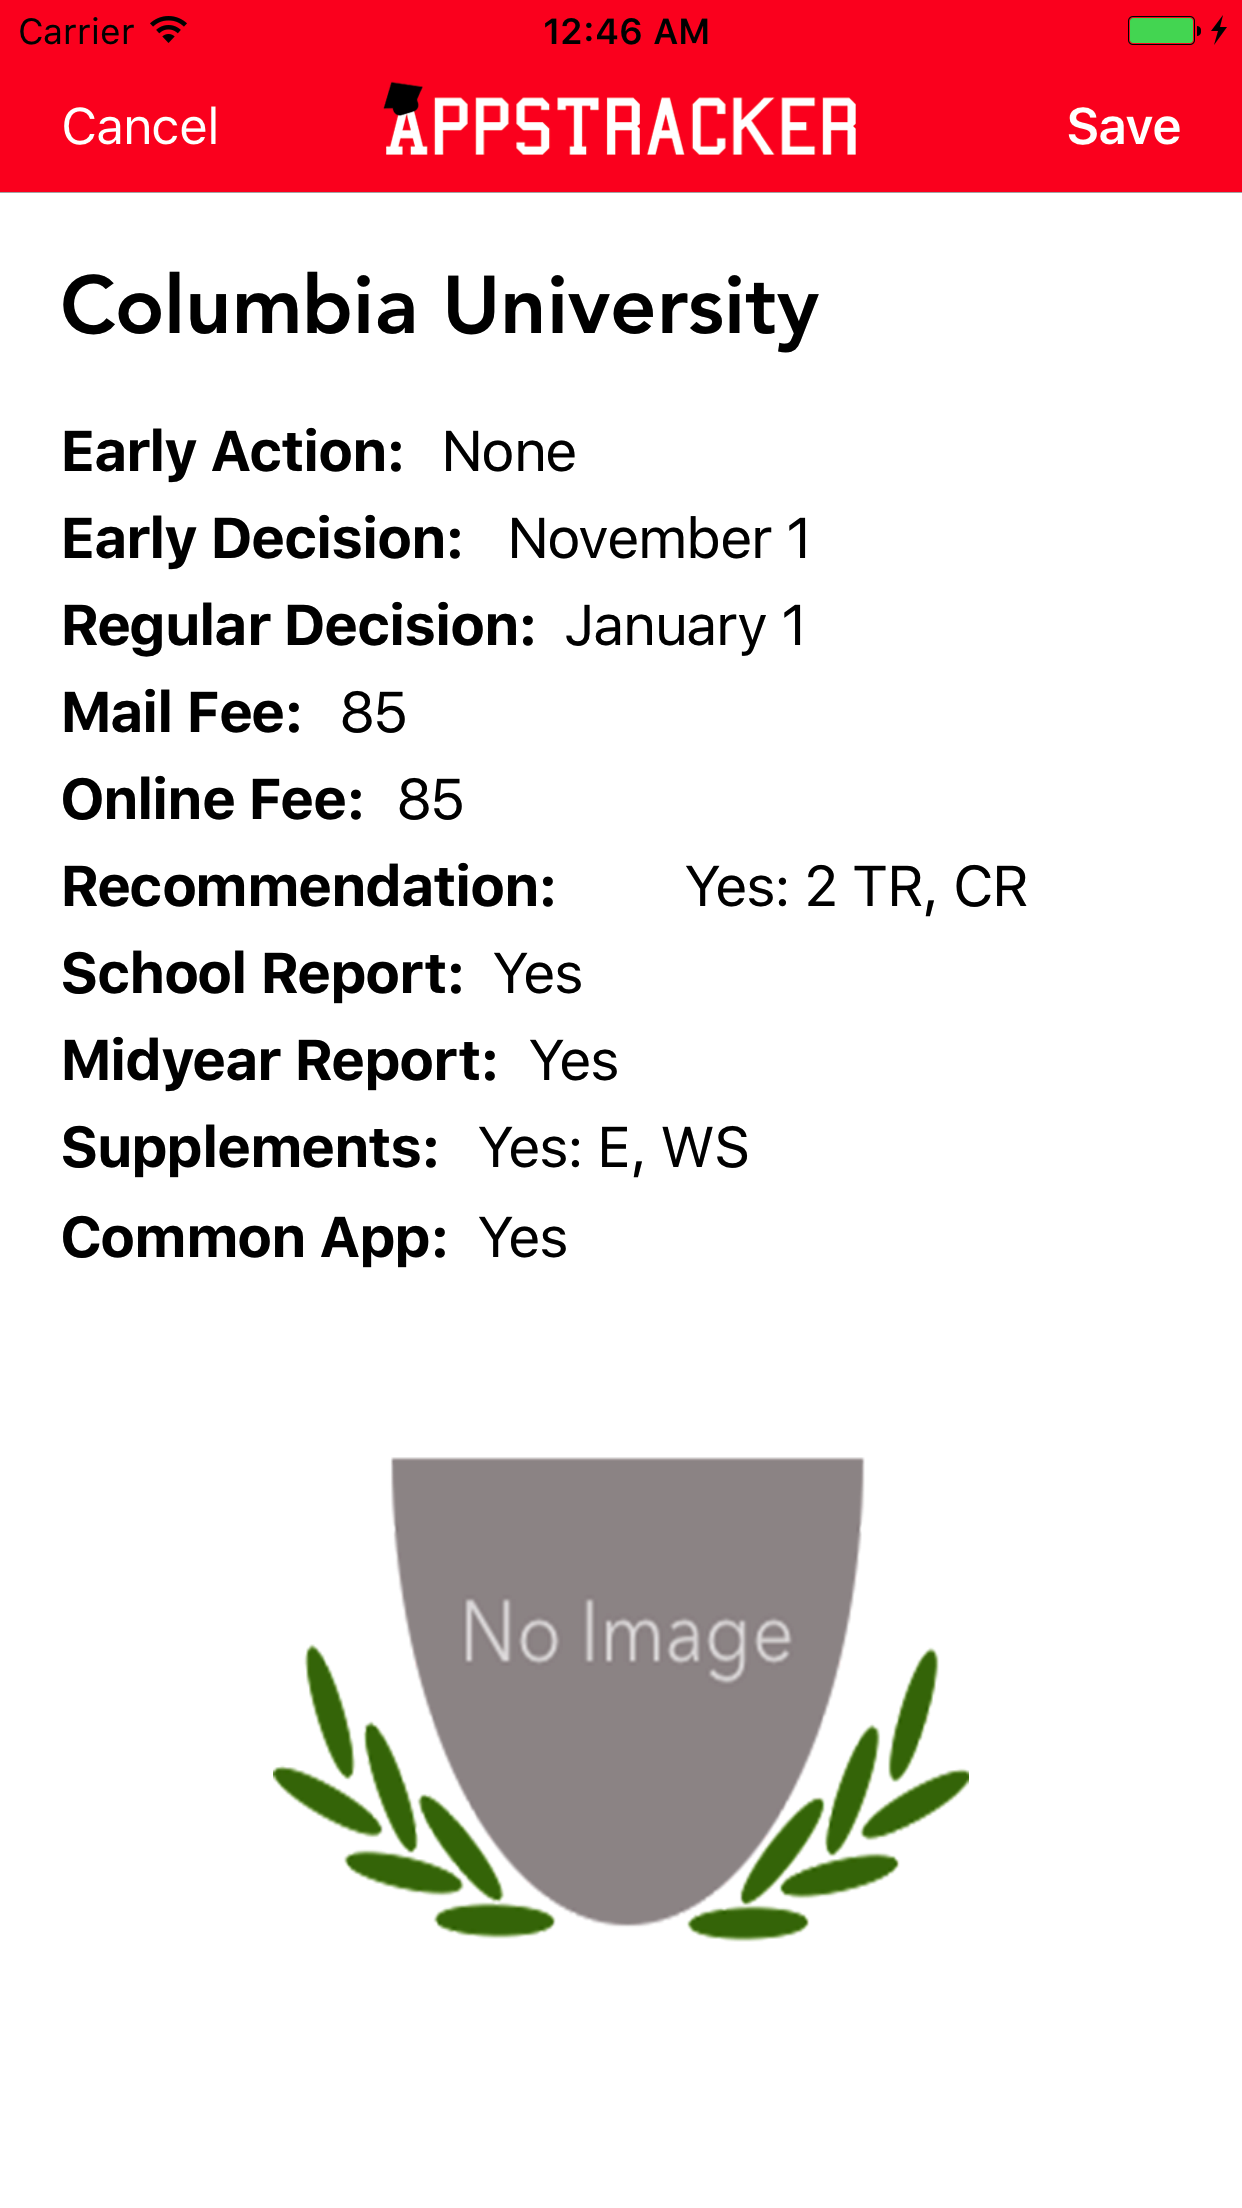 Carrier 12:46 AM
Cancel APPSTRACKER Save
Columbia University
Early Action: None
Early Decision: November 1
Regular Decision: January 1
Mail Fee: 85
Online Fee: 85
Recommendation: Yes: 2 TR, CR
School Report: Yes
Midyear Report: Yes
Supplements: Yes: E, WS
Common App: Yes
No Image